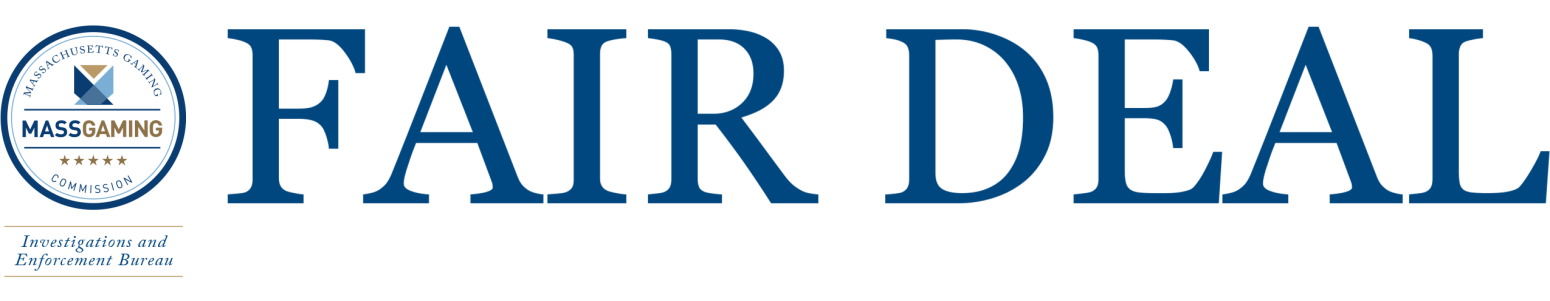 MASSACHUSETTS GAMING
MASSGAMING
COMMISSION
Investigations and
Enforcement Bureau
FAIR DEAL